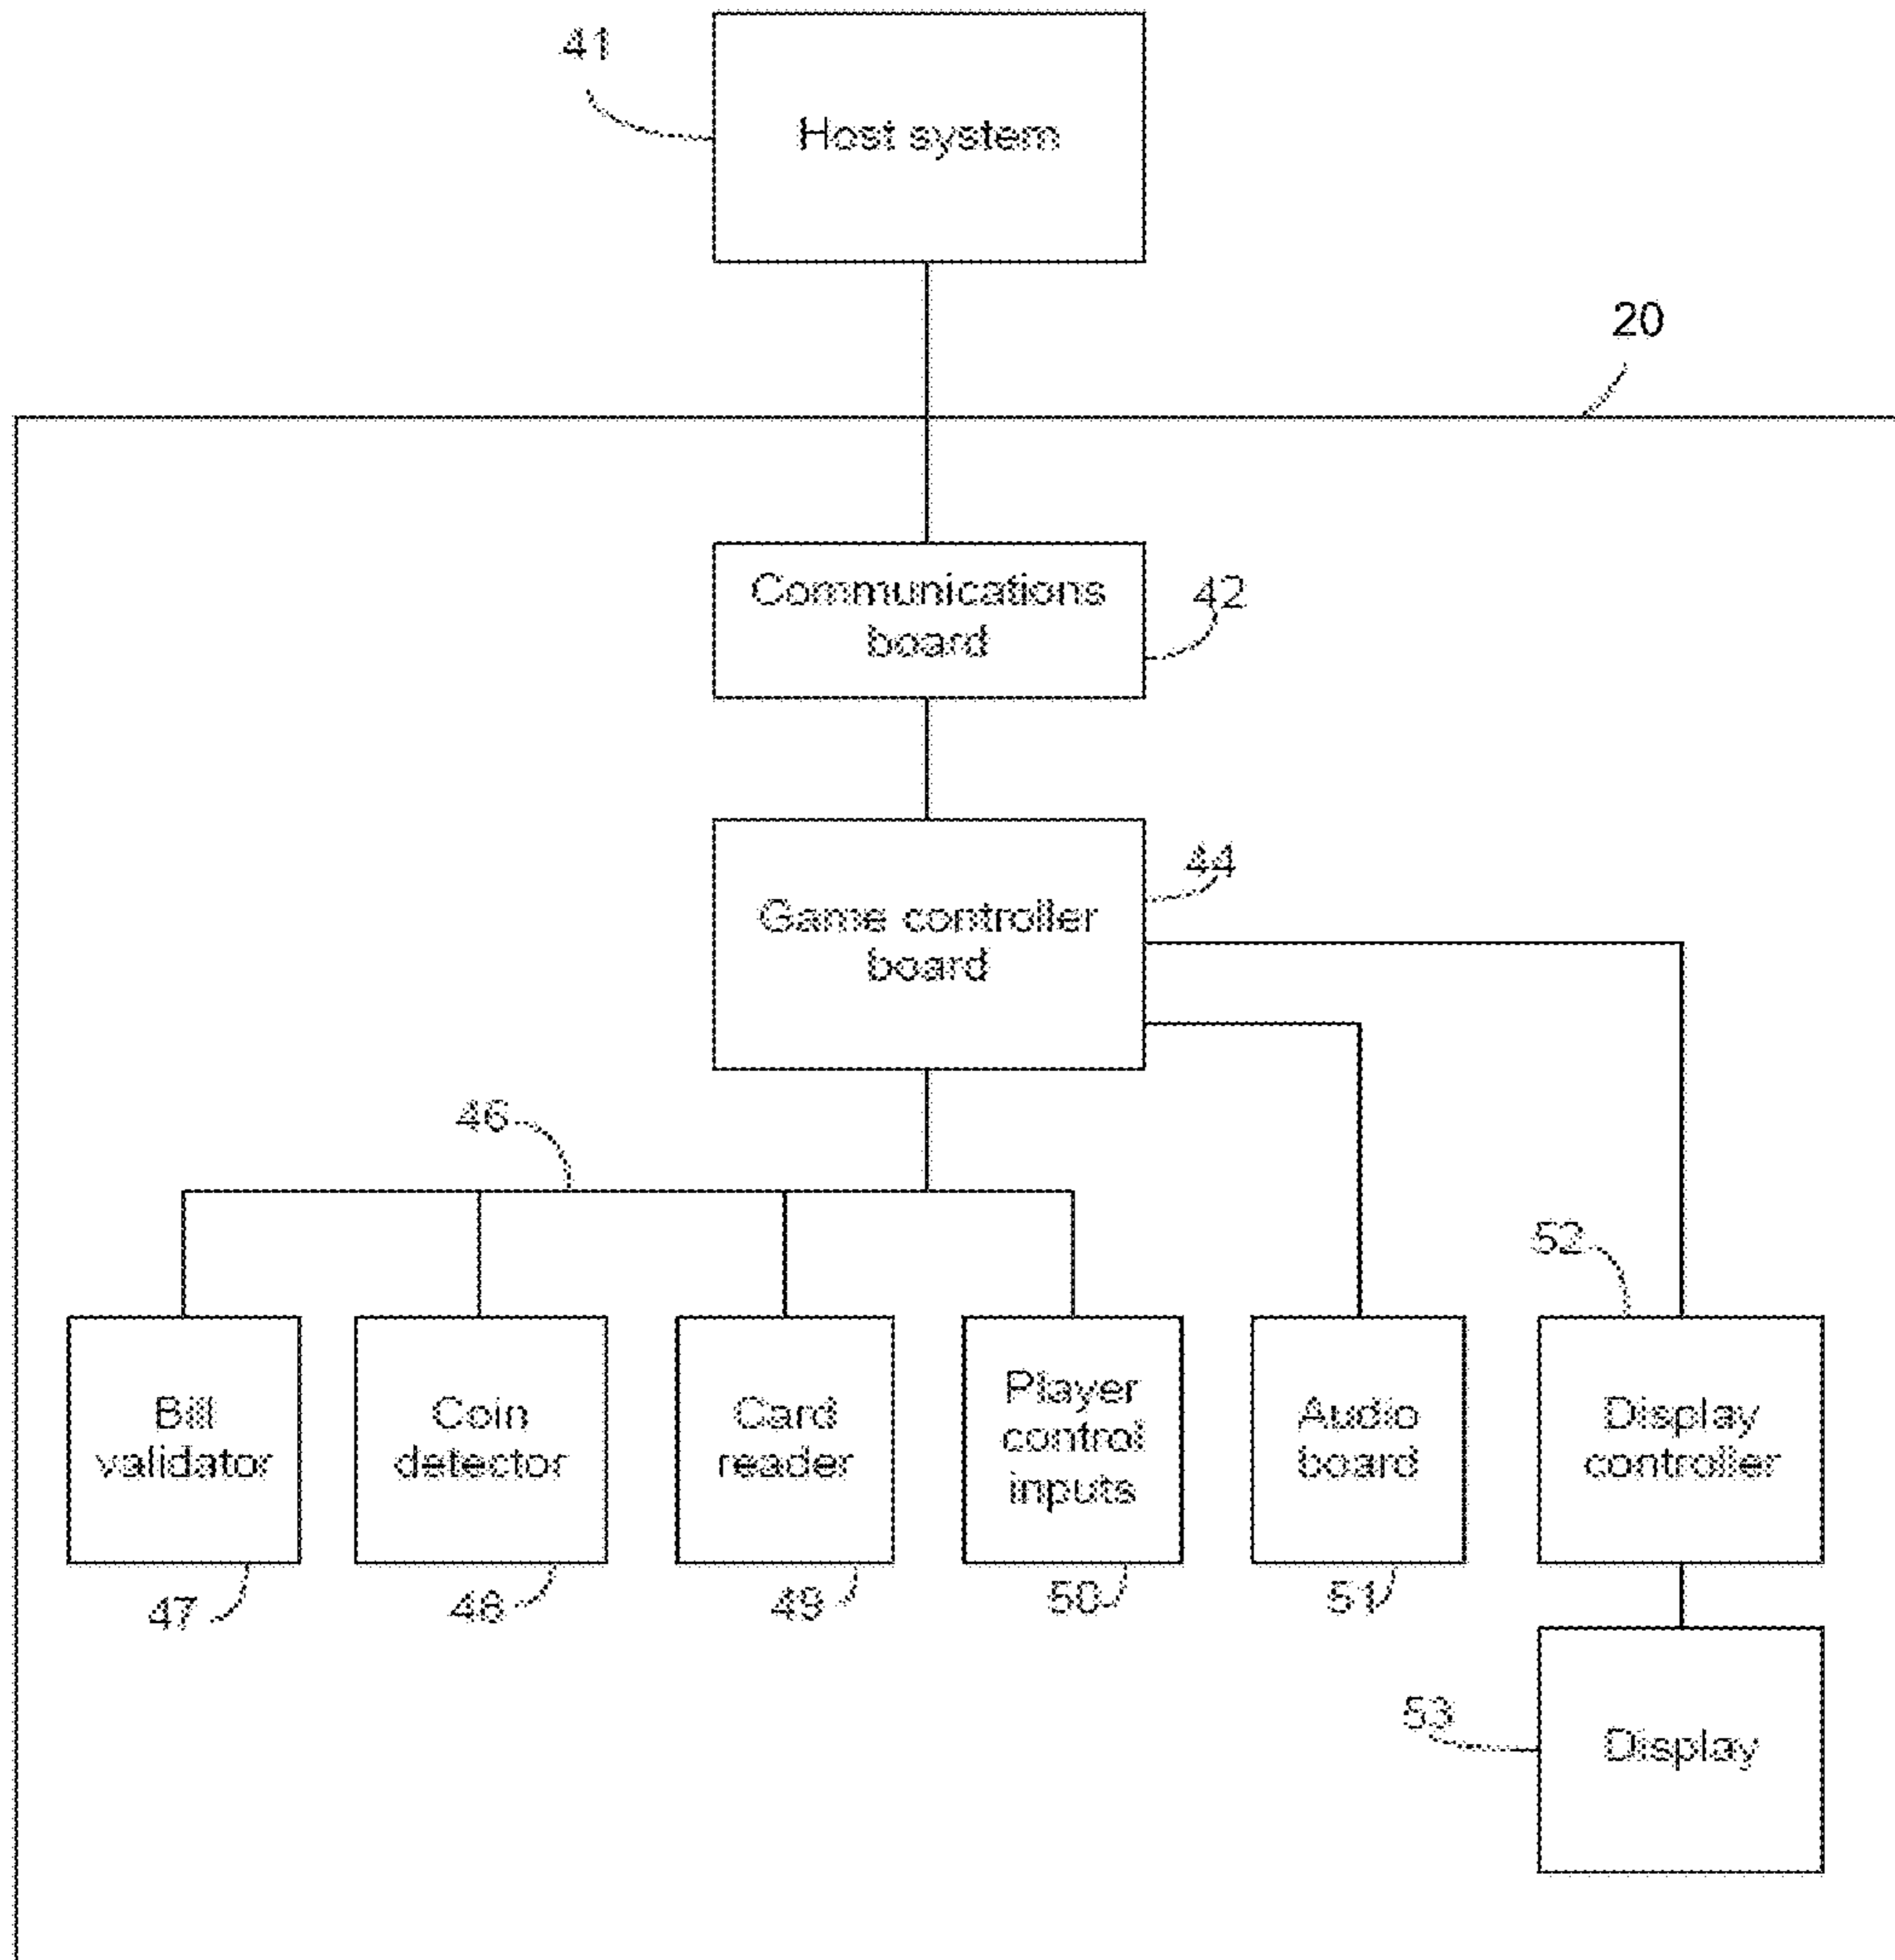 41
Host system
20
Communications
board
42
44
Game controller
board
46
52
Bill
validator
Coin
detector
Card
reader
Player
control
inputs
Audio
board
Display
controller
47
48
49
50
51
53
Display